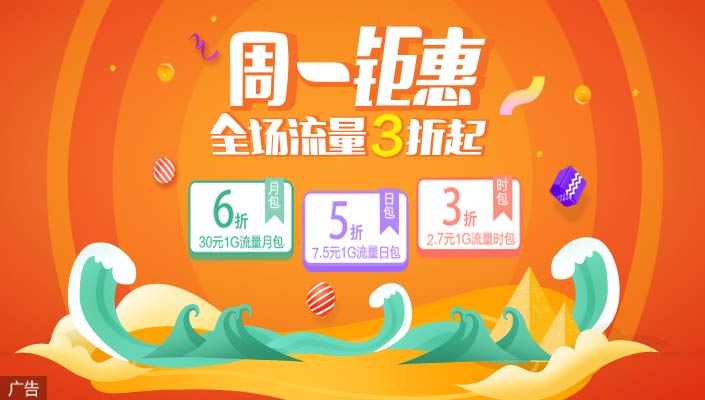 周一钜惠
全场流量3折起
6折
月包
30元1G流量月包
5折
日包
7.5元1G流量日包
3折
时包
2.7元1G流量时包
广告